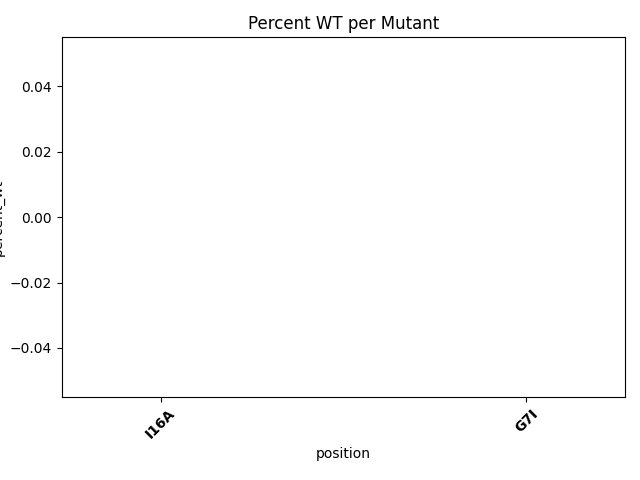 Percent WT per Mutant
0.04
0.02
0.00
−0.02
−0.04
percent_wt
I16A
G7I
position